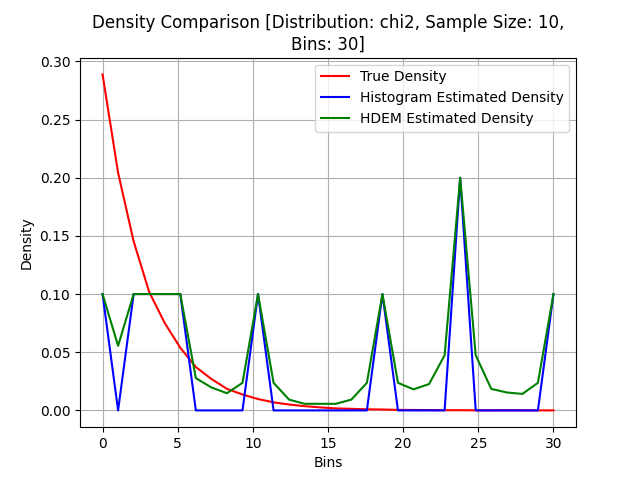 Density Comparison [Distribution: chi2, Sample Size: 10,
Bins: 30]
True Density
Histogram Estimated Density
HDEM Estimated Density
Density
0.30
0.25
0.20
0.15
0.10
0.05
0.00
0 5 10 15 20 25 30
Bins